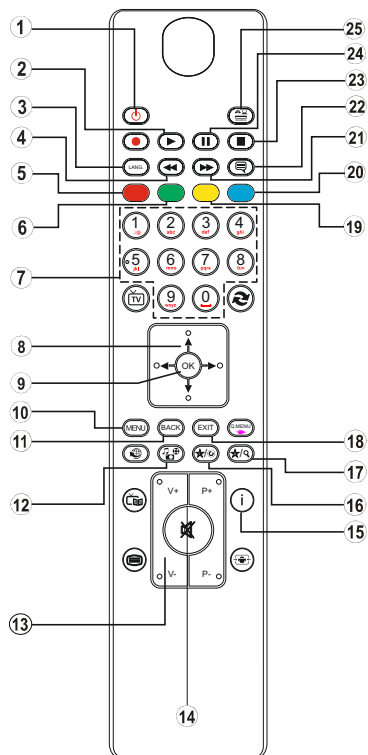 1
25
2
24
3
23
4
LANG.
22
5
21
6
20
19
1 .,@
2 abc
3 def
4 ghi
7
5 jkl
6 mno
7 pqrs
8 tuv
TV
9 wxyz
0
8
9
OK
10
MENU
BACK
EXIT
Q.MENU
11
18
12
17
16
V+
P+
i
15
13
V-
P-
14